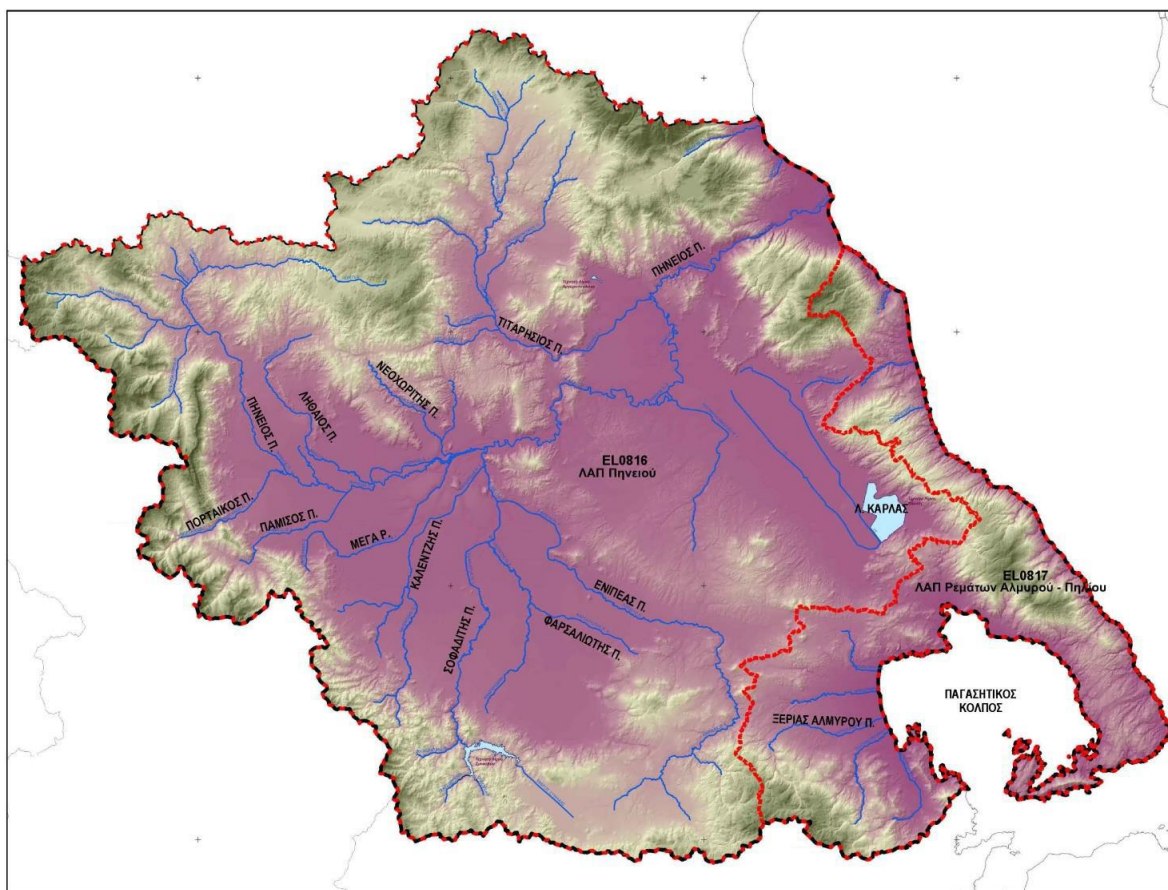 ΠΗΝΕΙΟΣ Π.
ΤΙΤΑΡΗΣΙΟΣ Π.
ΝΕΟΧΩΡΙΤΗΣ Π.
ΛΗΘΑΙΟΣ Π.
ΠΗΝΕΙΟΣ Π.
EL0816
ΛΑΠ Πηνειού
ΠΟΡΤΑΙΚΟΣ Π.
ΠΑΜΙΣΟΣ Π.
ΜΕΓΑ Ρ.
Λ. ΚΑΡΛΑΣ
ΚΑΛΕΝΤΖΗΣ Π.
EL0817
ΛΑΠ Ρεμάτων Αλμυρού - Πηλίου
ΕΝΙΠΕΑΣ Π.
ΦΑΡΣΑΛΙΩΤΗΣ Π.
ΣΟΦΑΔΙΤΗΣ Π.
ΠΑΓΑΣΗΤΙΚΟΣ
ΚΟΛΠΟΣ
ΞΕΡΙΑΣ ΑΛΜΥΡΟΥ Π.